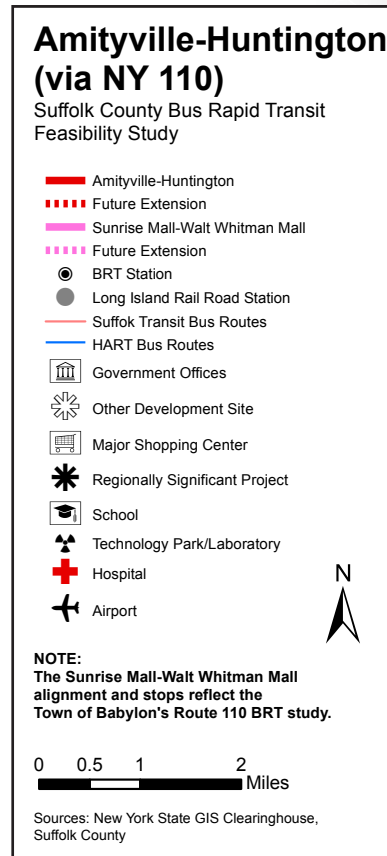 Amityville-Huntington
(via NY 110)
Suffolk County Bus Rapid Transit
Feasibility Study
Amityville-Huntington
Future Extension
Sunrise Mall-Walt Whitman Mall
Future Extension
BRT Station
Long Island Rail Road Station
Suffok Transit Bus Routes
HART Bus Routes
Government Offices
Other Development Site
Major Shopping Center
Regionally Significant Project
School
Technology Park/Laboratory
Hospital
Airport
N
NOTE:
The Sunrise Mall-Walt Whitman Mall
alignment and stops reflect the
Town of Babylon's Route 110 BRT study.
0 0.5 1 2
Miles
Sources: New York State GIS Clearinghouse,
Suffolk County